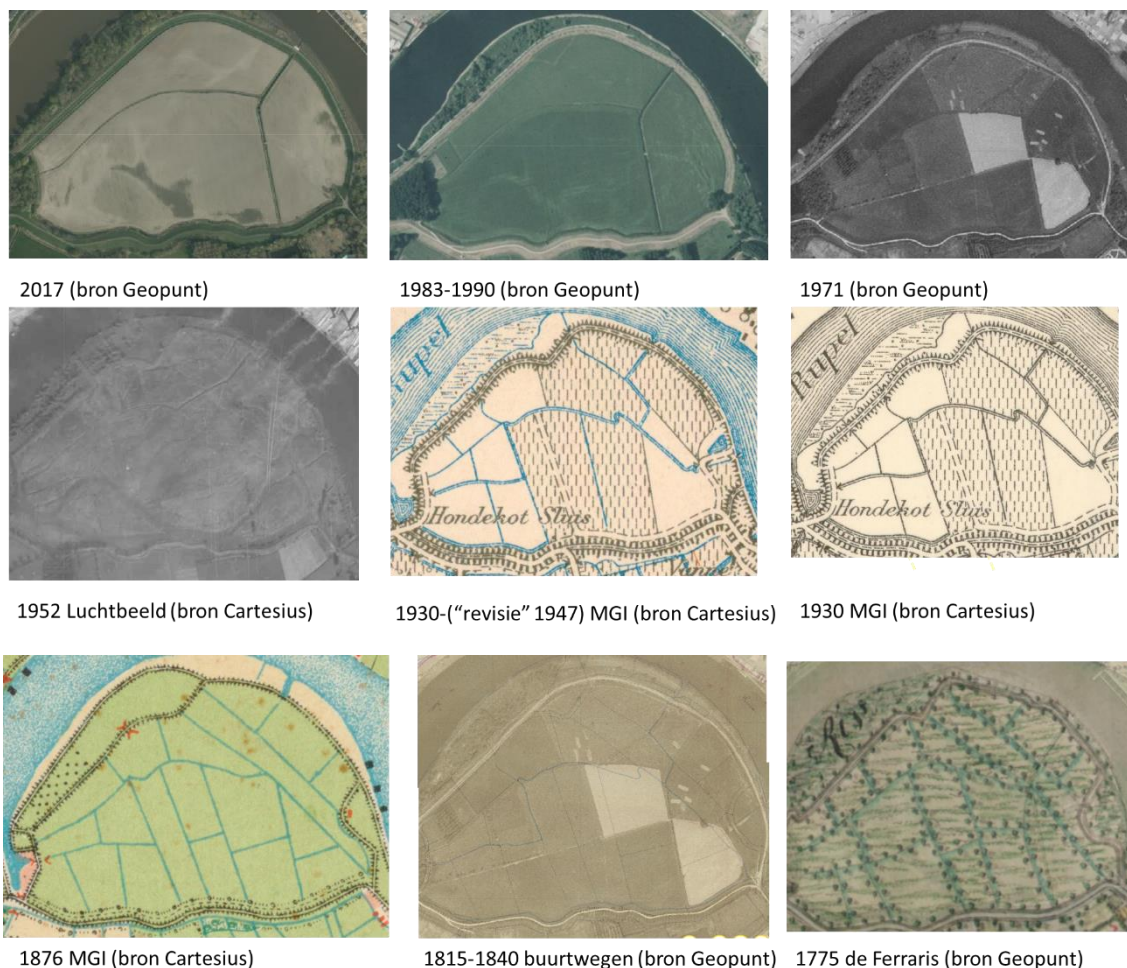 2017 (bron Geopunt)
1983-1990 (bron Geopunt)
1971 (bron Geopunt)
Rupel
Rupel
Hondekot Sluis
Hondekot Sluis
1952 Luchtbeeld (bron Cartesius)
1930-(“revisie” 1947) MGI (bron Cartesius)
1930 MGI (bron Cartesius)
1876 MGI (bron Cartesius)
1815-1840 buurtwegen (bron Geopunt)
1775 de Ferraris (bron Geopunt)